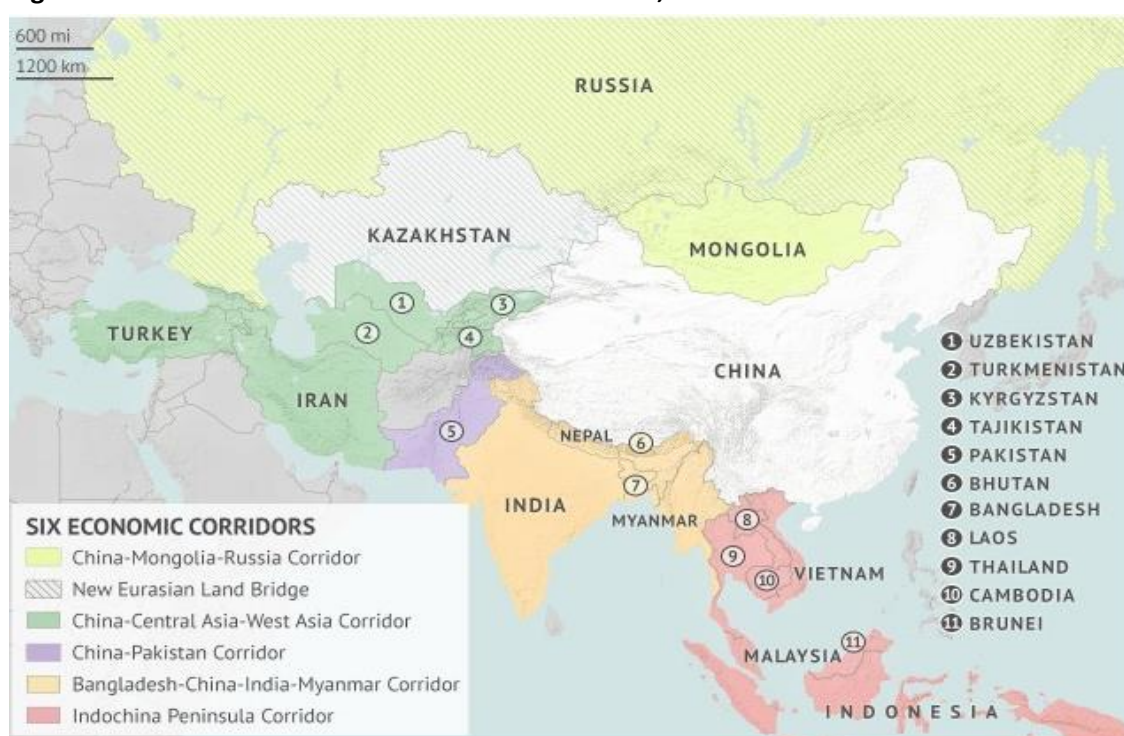 600 mi
1200 km
RUSSIA
KAZAKHSTAN
MONGOLIA
1
3
2
4
TURKEY
IRAN
CHINA
5
NEPAL
6
7
INDIA
MYANMAR
8
9
10
VIETNAM
11
MALAYSIA
INDONESIA
1 UZBEKISTAN
2 TURKMENISTAN
3 KYRGYZSTAN
4 TAJIKISTAN
5 PAKISTAN
6 BHUTAN
7 BANGLADESH
8 LAOS
9 THAILAND
10 CAMBODIA
11 BRUNEI
SIX ECONOMIC CORRIDORS
China-Mongolia-Russia Corridor
New Eurasian Land Bridge
China-Central Asia-West Asia Corridor
China-Pakistan Corridor
Bangladesh-China-India-Myanmar Corridor
Indochina Peninsula Corridor